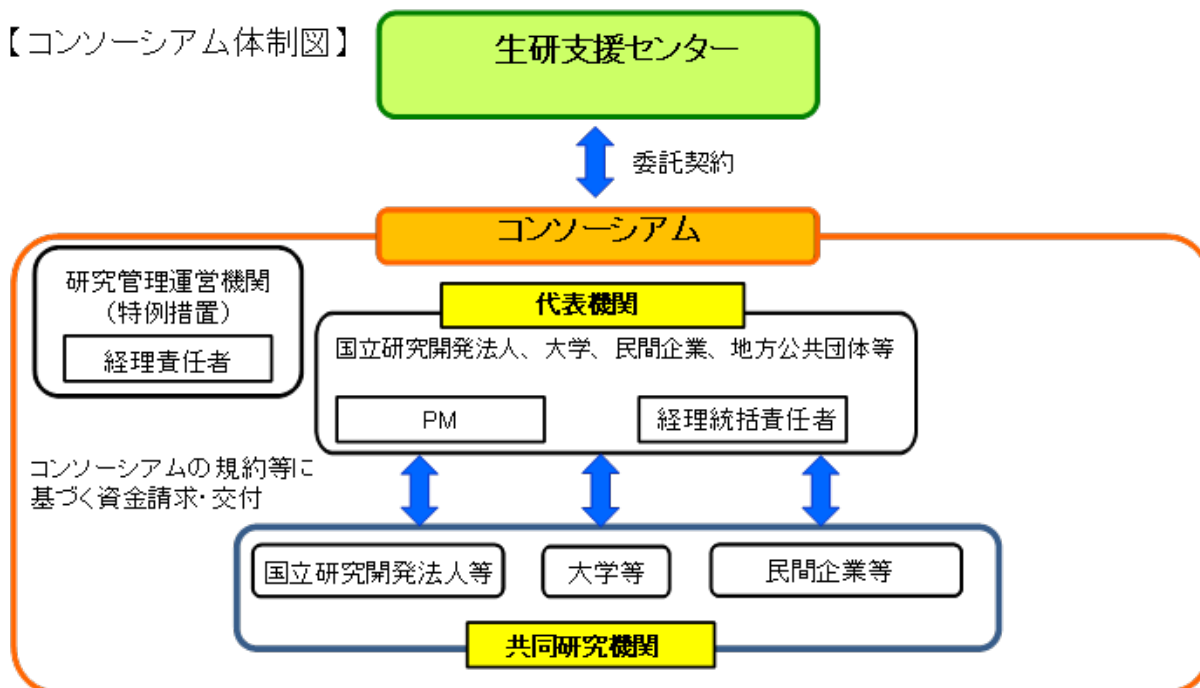 【コンソーシアム体制図】
生研支援センター
委託契約
コンソーシアム
研究管理運営機関
（特例措置）
経理責任者
代表機関
国立研究開発法人、大学、民間企業、地方公共団体等
PM
経理統括責任者
コンソーシアムの規約等に
基づく資金請求・交付
国立研究開発法人等
大学等
民間企業等
共同研究機関